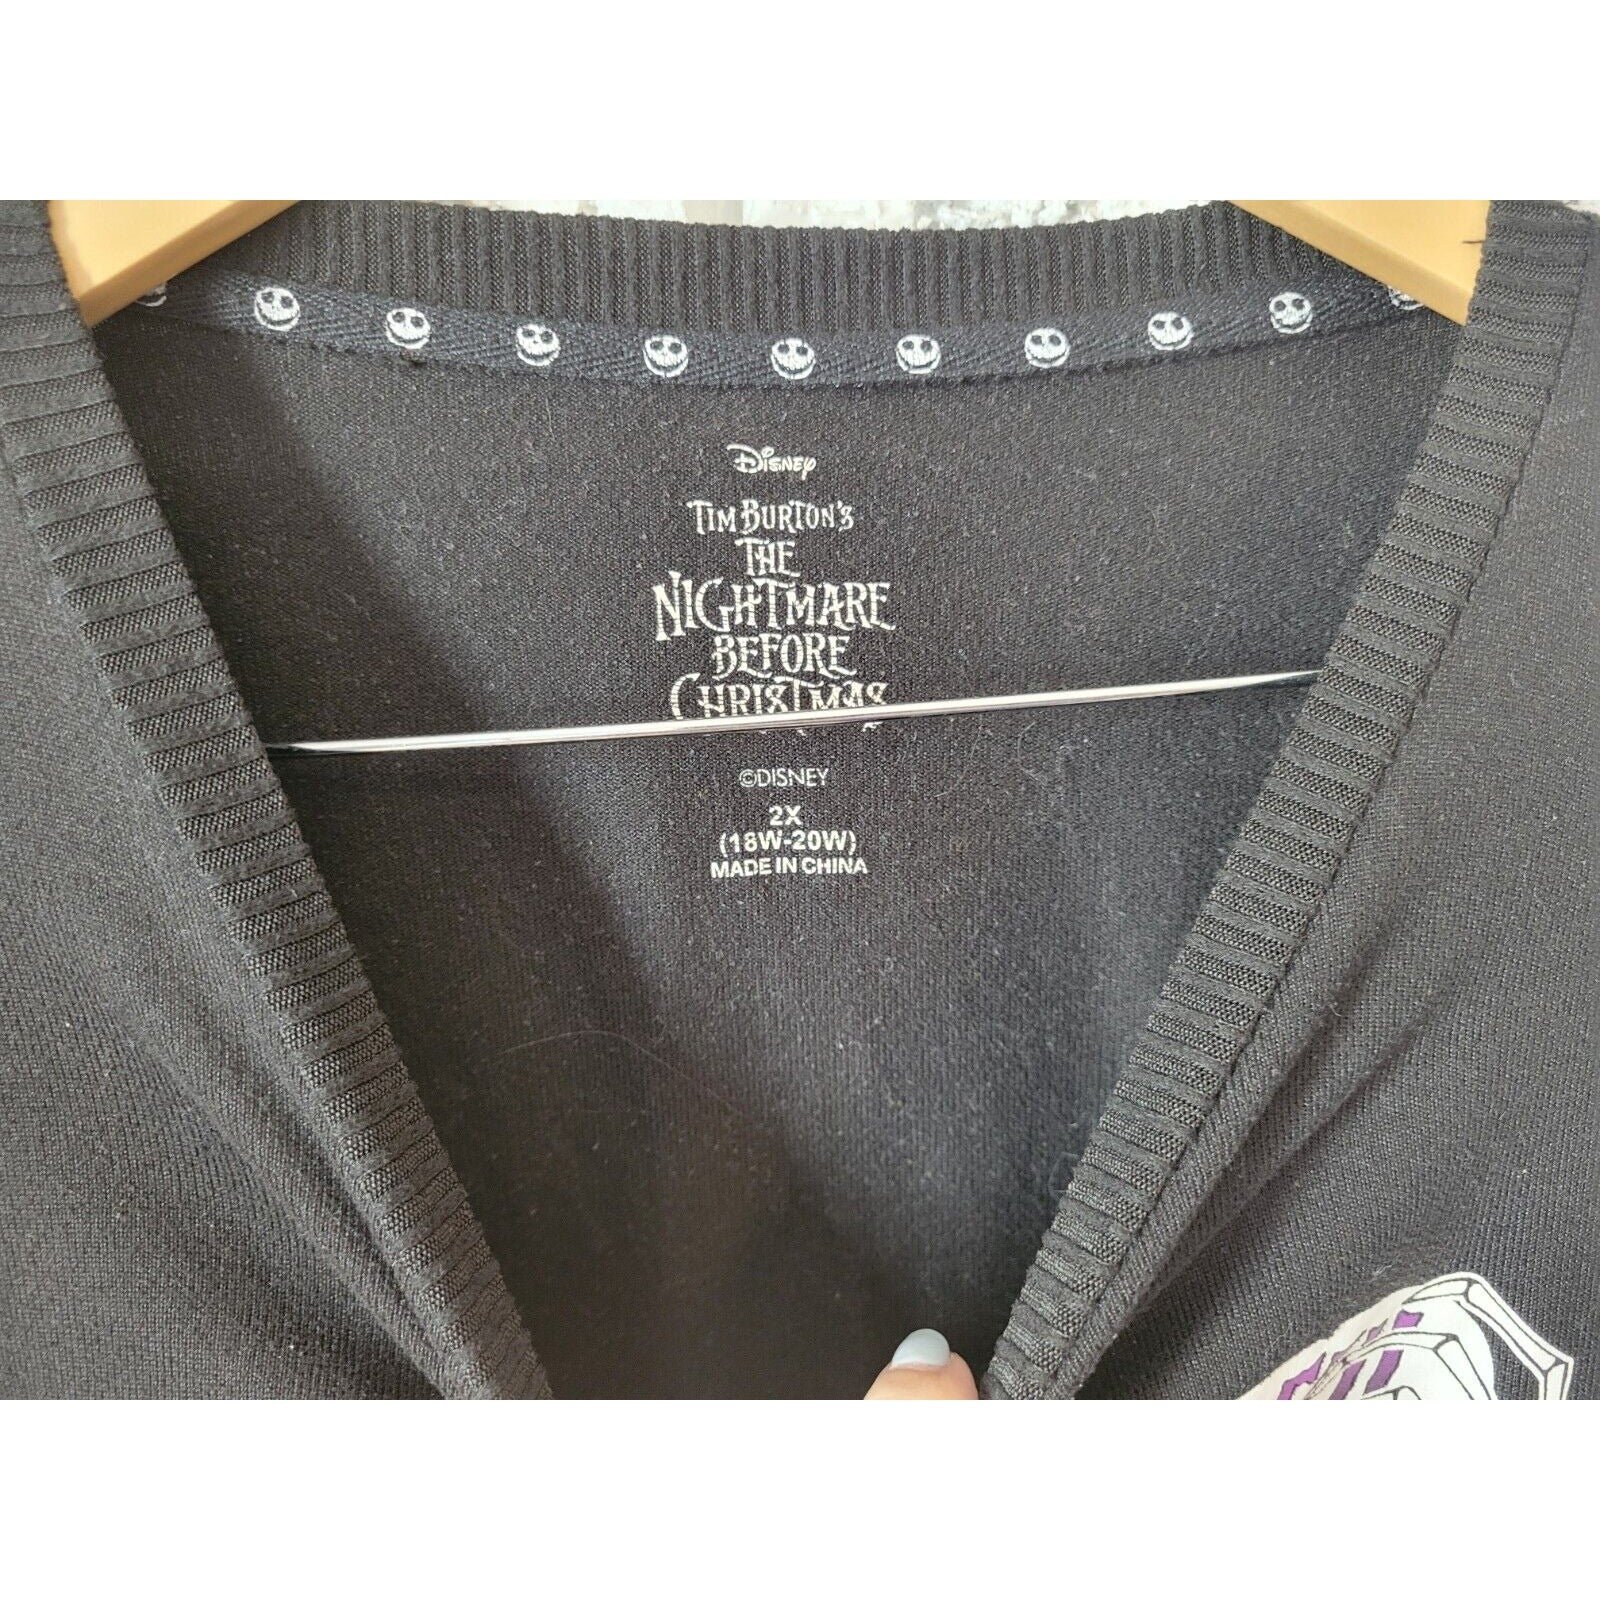 Disney
TIM BURTON'S
THE
NIGHTMARE
BEFORE
CHRISTMAS
©DISNEY
2X
(18W-20W)
MADE IN CHINA